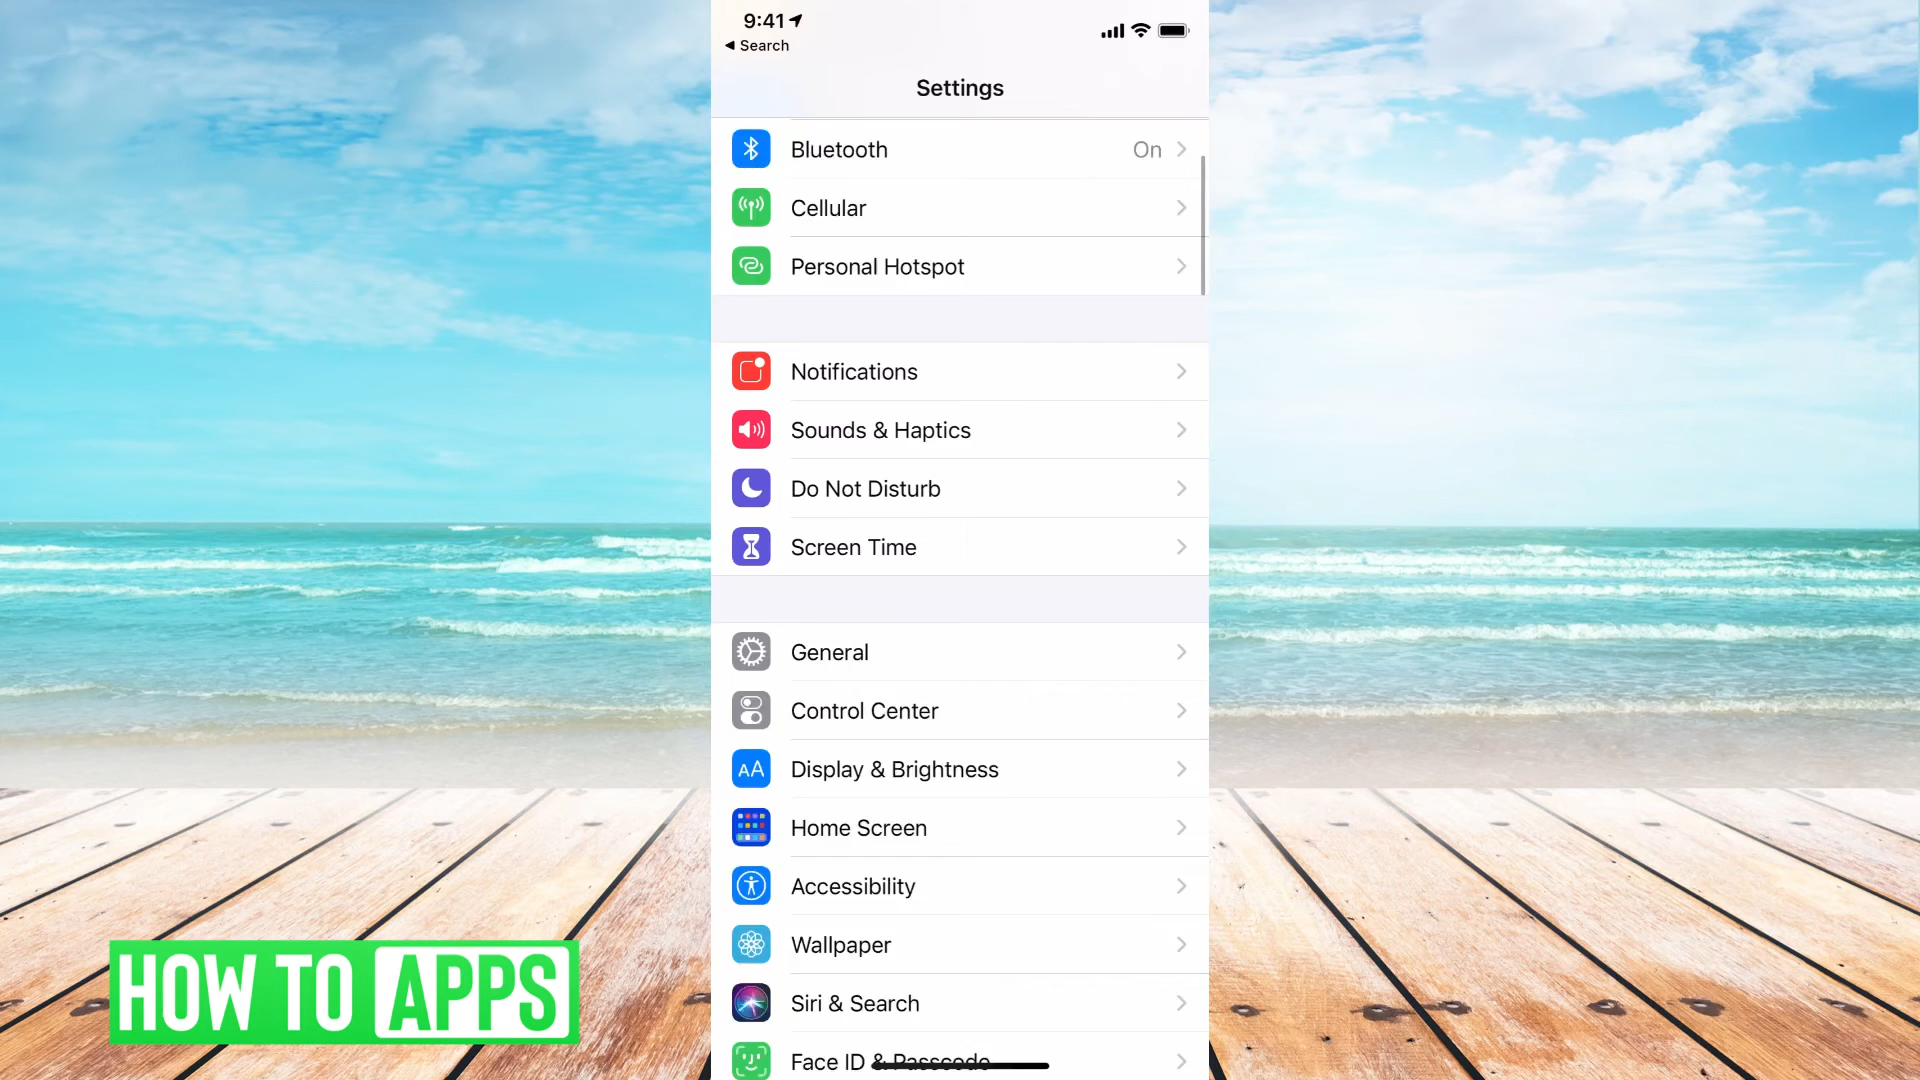 9:41
Search
Settings
Bluetooth On
Cellular
Personal Hotspot
Notifications
Sounds & Haptics
Do Not Disturb
Screen Time
General
Control Center
AA Display & Brightness
Home Screen
Accessibility
Wallpaper
Siri & Search
Face ID & Passcode
HOW TO APPS